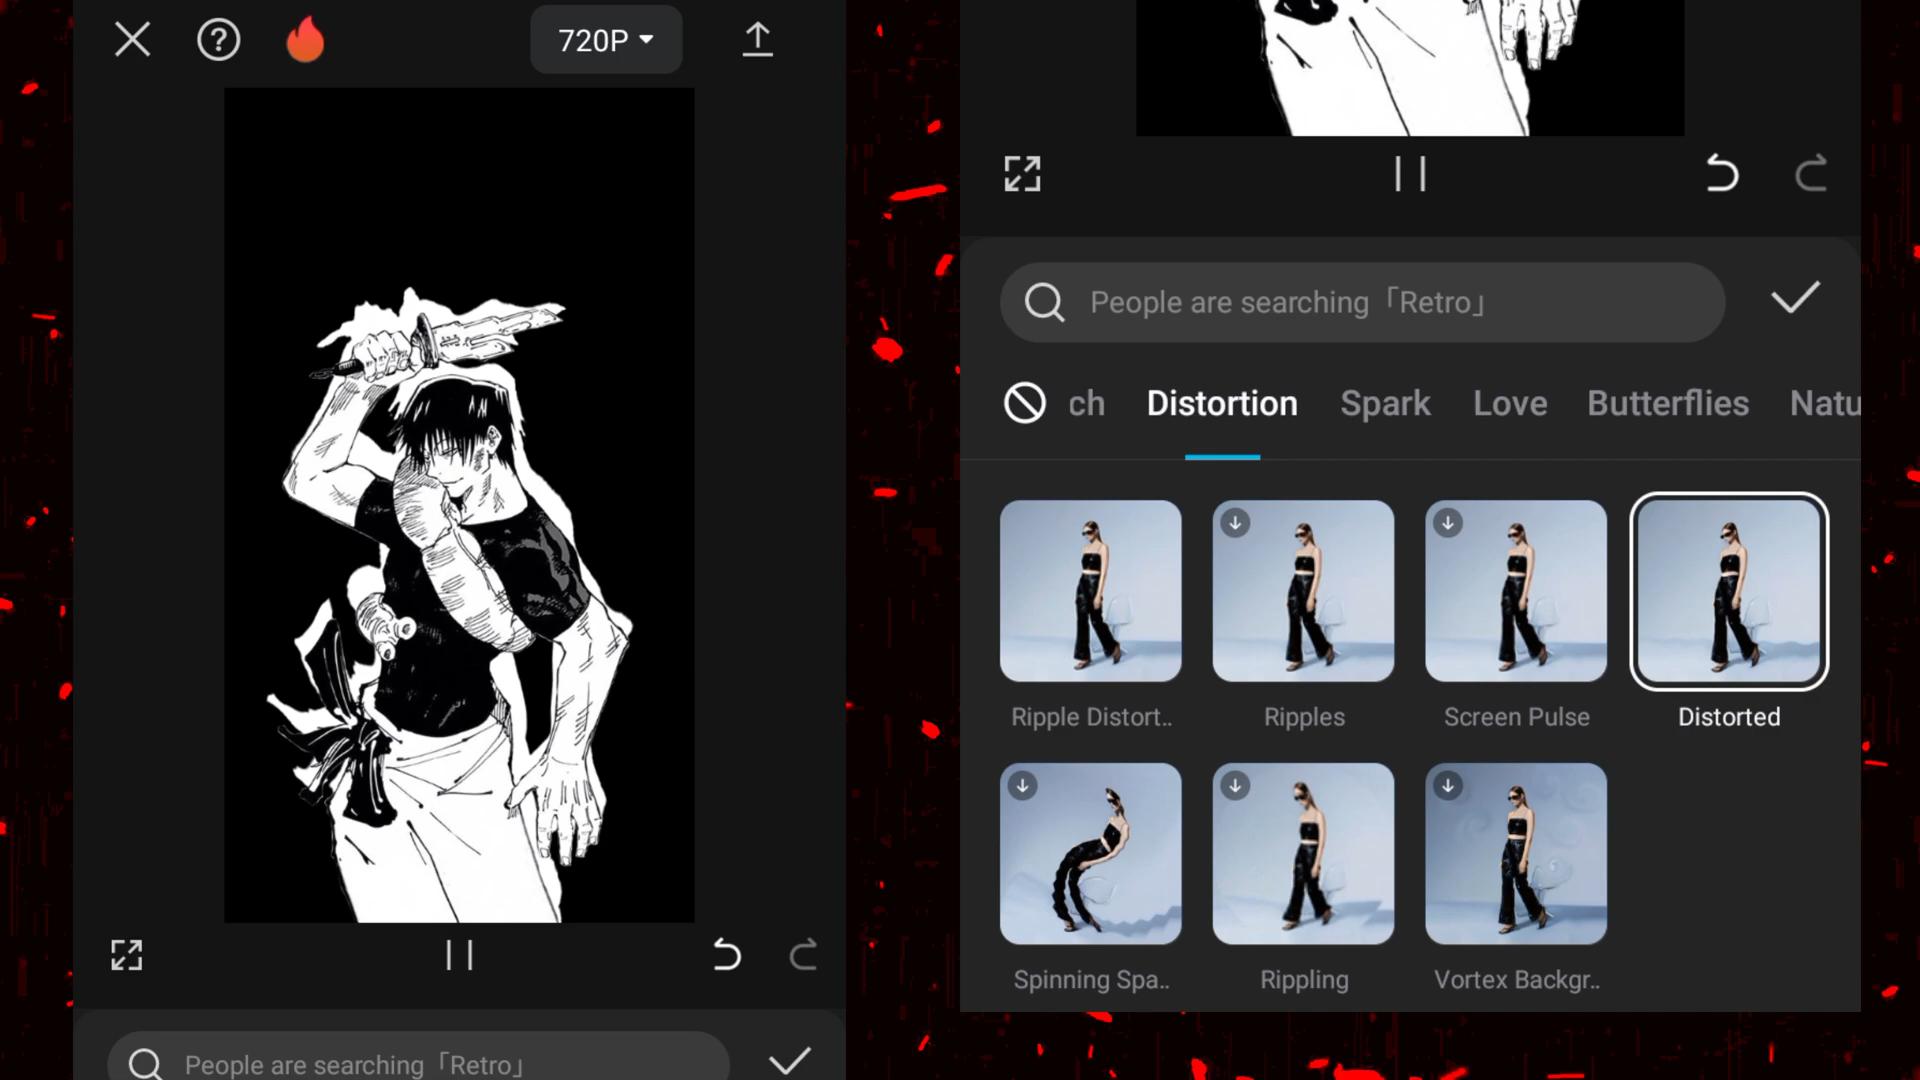 720P
People are searching「Retro」
People are searching「Retro」
ch Distortion Spark Love Butterflies Natu
Ripple Distort.. Ripples Screen Pulse Distorted
Spinning Spa.. Rippling Vortex Backgr..